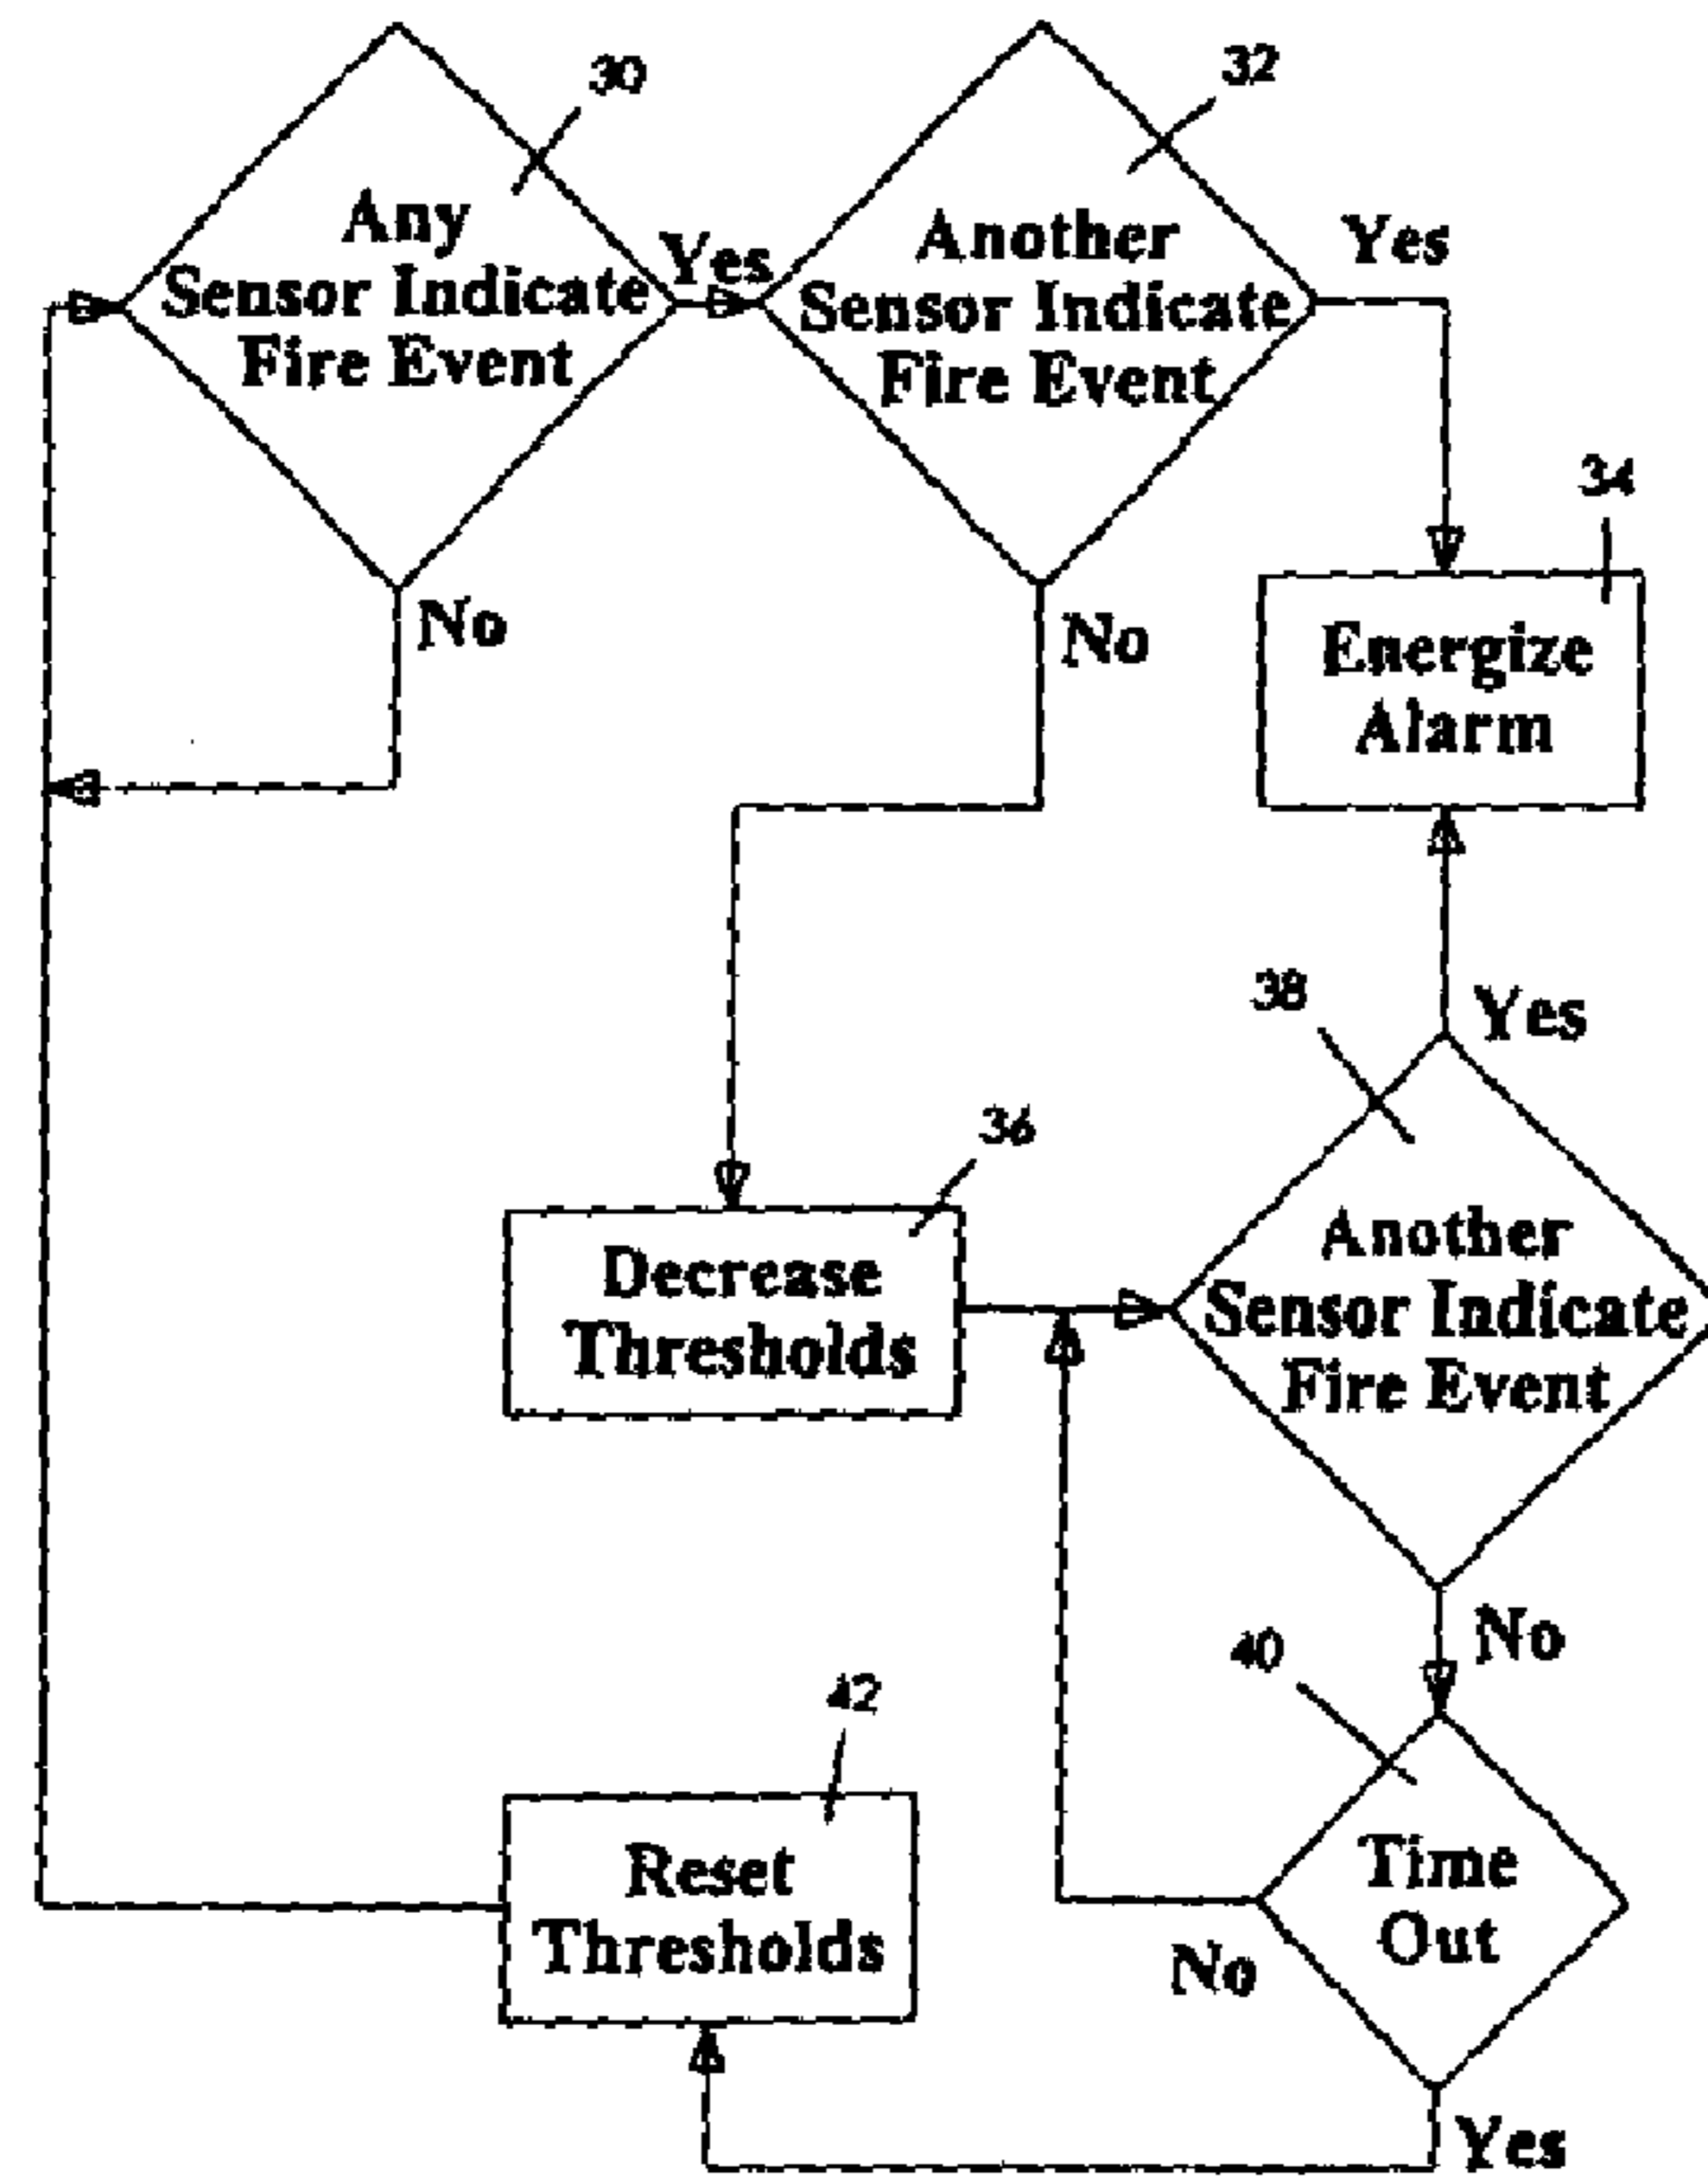 30
Any
Sensor Indicate
Fire Event
Yes
No
32
Another
Sensor Indicate
Fire Event
Yes
No
34
Energize
Alarm
36
Decrease
Thresholds
38
Yes
Another
Sensor Indicate
Fire Event
No
40
Time
Out
No
Yes
42
Reset
Thresholds